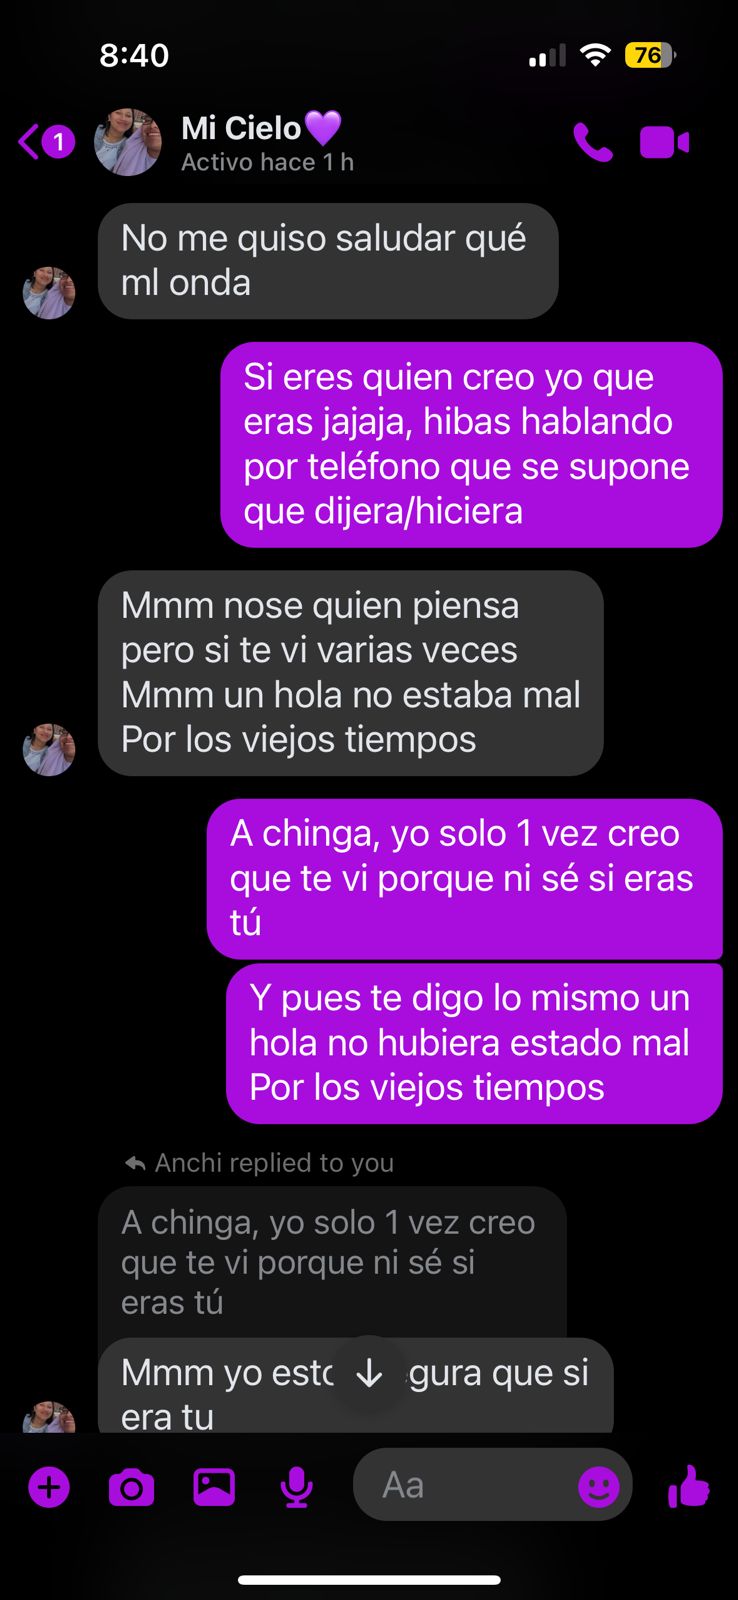 8:40
76
1
Mi Cielo💜
Activo hace 1 h
No me quiso saludar qué
ml onda
Si eres quien creo yo que
eras jajaja, hibas hablando
por teléfono que se supone
que dijera/hiciera
Mmm nose quien piensa
pero si te vi varias veces
Mmm un hola no estaba mal
Por los viejos tiempos
A chinga, yo solo 1 vez creo
que te vi porque ni sé si eras
tú
Y pues te digo lo mismo un
hola no hubiera estado mal
Por los viejos tiempos
Anchi replied to you
A chinga, yo solo 1 vez creo
que te vi porque ni sé si
eras tú
Mmm yo que si
era tu
Aa